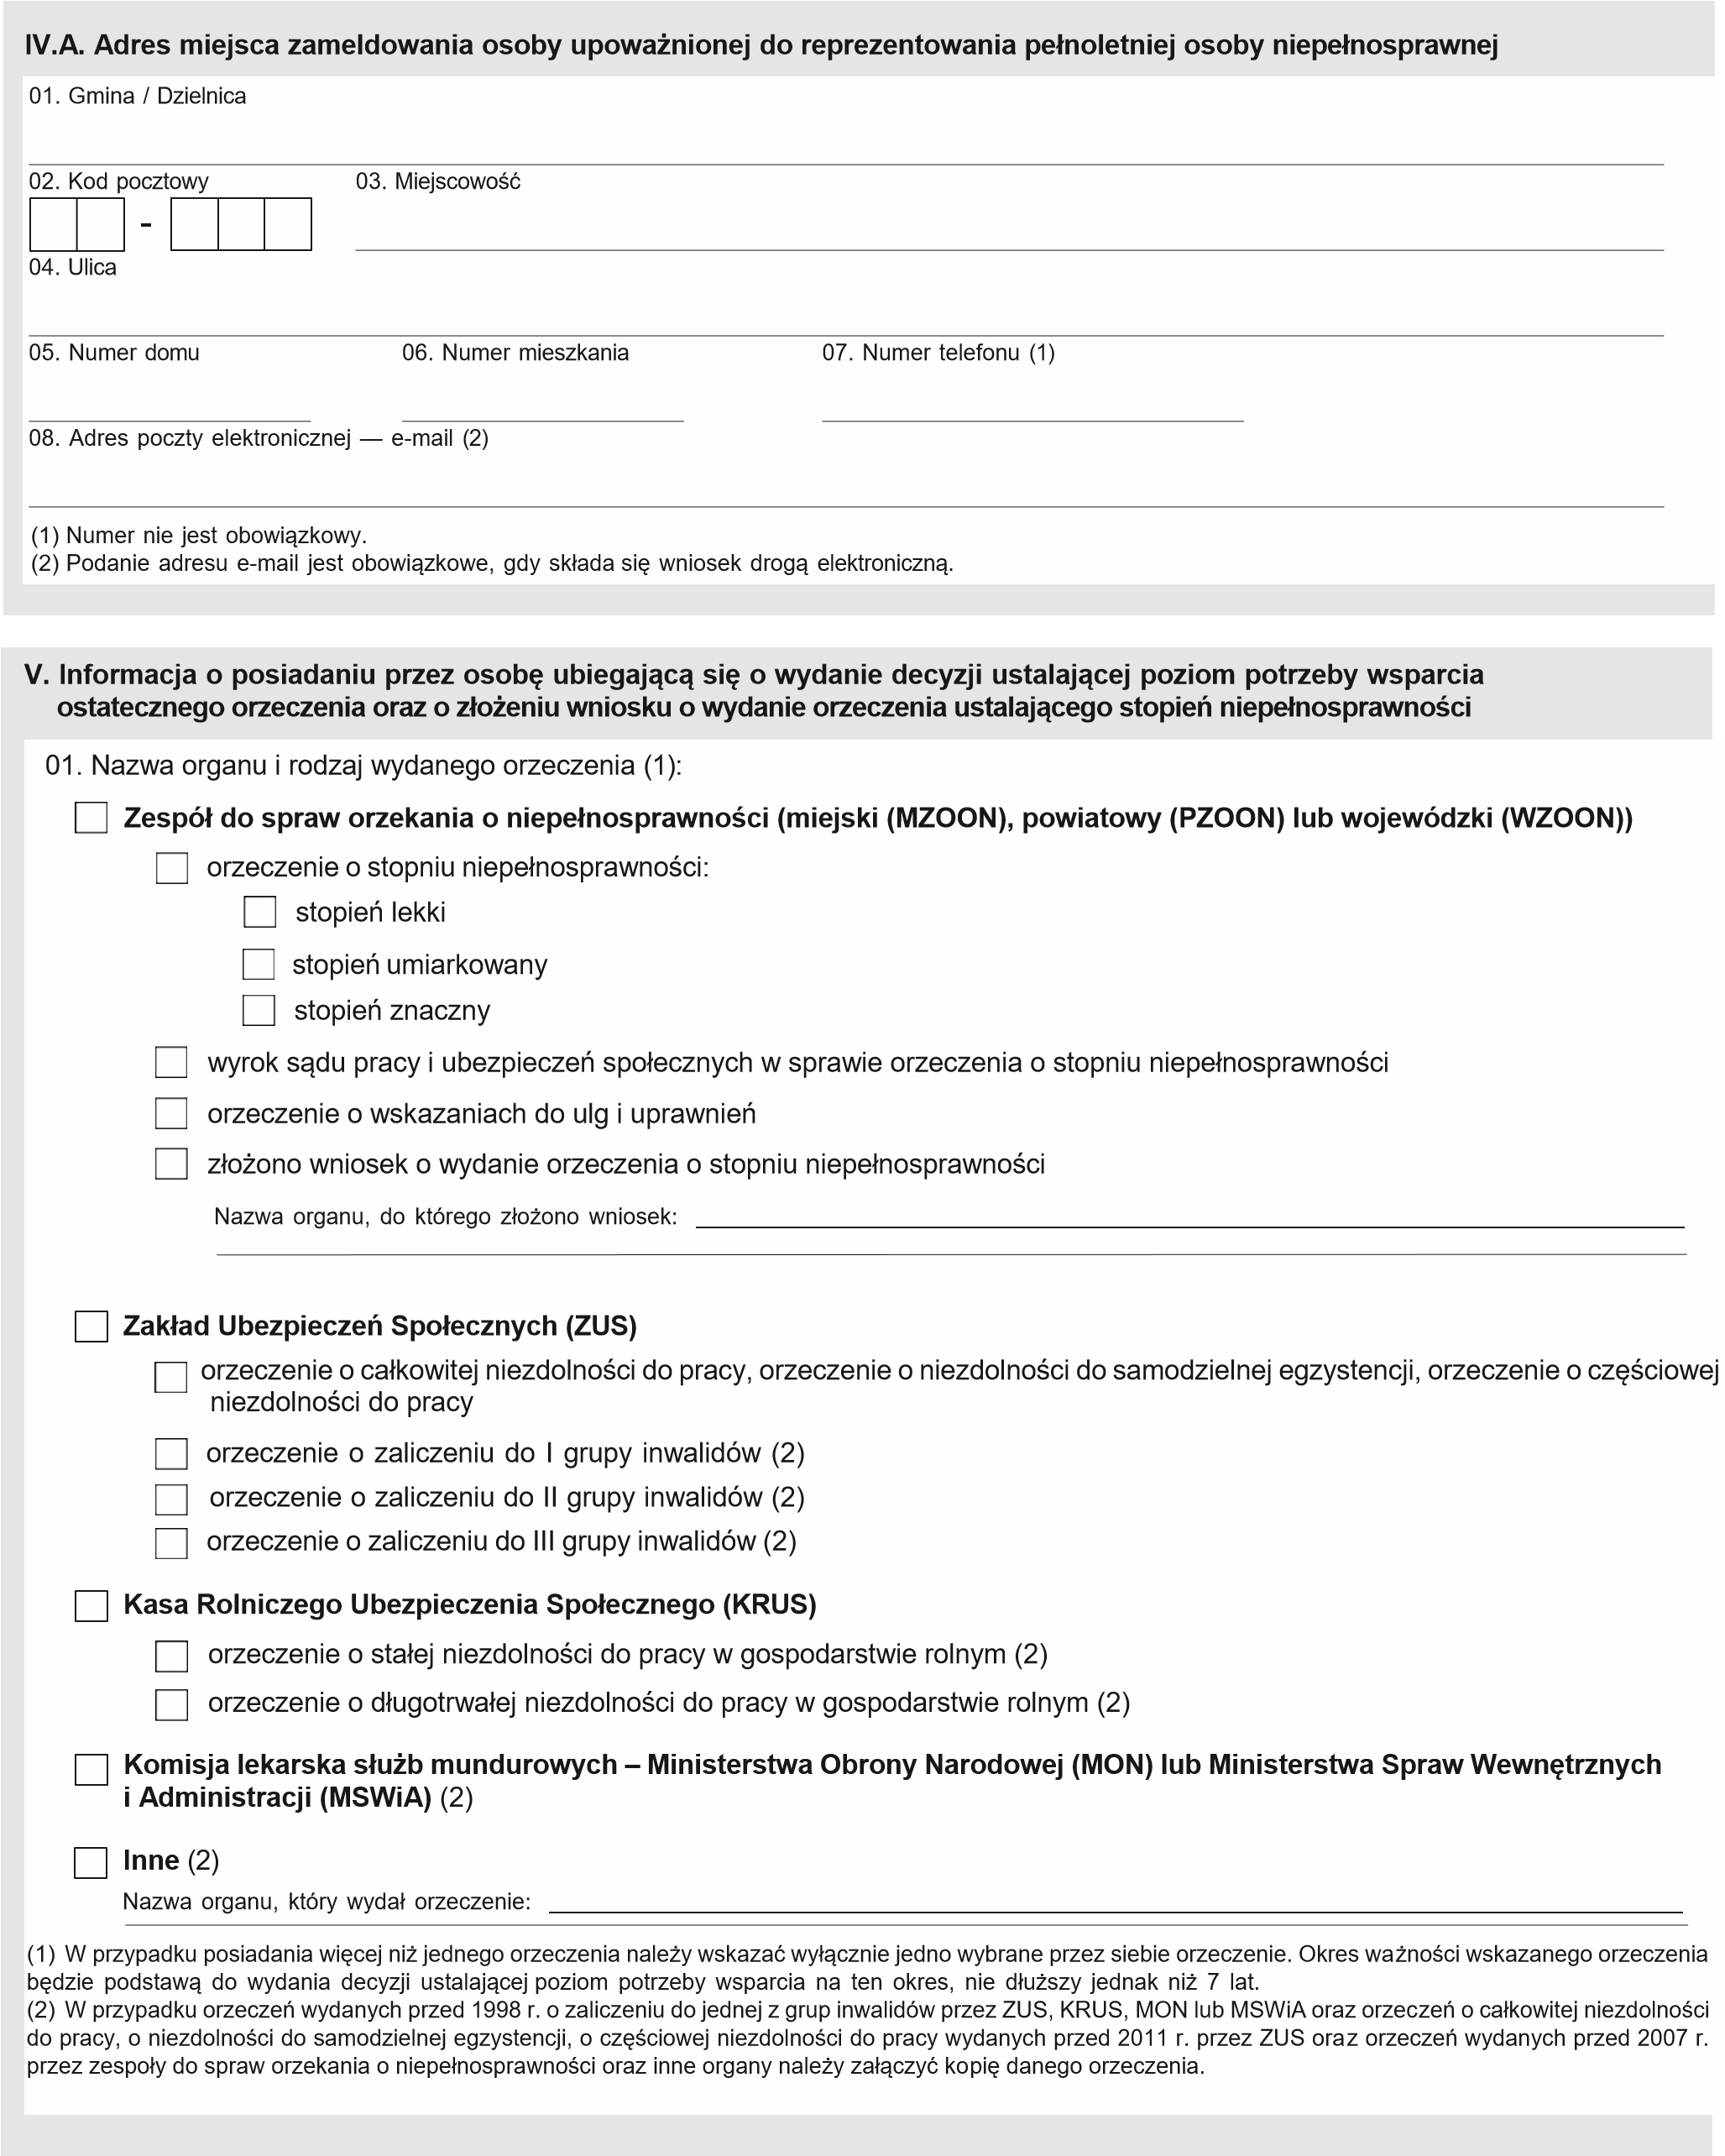 IV.A. Adres miejsca zameldowania osoby upoważnionej do reprezentowania pełnoletniej osoby niepełnosprawnej
01. Gmina / Dzielnica
02. Kod pocztowy
03. Miejscowość
-
04. Ulica
05. Numer domu
06. Numer mieszkania
07. Numer telefonu (1)
08. Adres poczty elektronicznej — e-mail (2)
(1) Numer nie jest obowiązkowy.
(2) Podanie adresu e-mail jest obowiązkowe, gdy składa się wniosek drogą elektroniczną.
V. Informacja o posiadaniu przez osobę ubiegającą się o wydanie decyzji ustalającej poziom potrzeby wsparcia
ostatecznego orzeczenia oraz o złożeniu wniosku o wydanie orzeczenia ustalającego stopień niepełnosprawności
01. Nazwa organu i rodzaj wydanego orzeczenia (1):
Zespół do spraw orzekania o niepełnosprawności (miejski (MZOON), powiatowy (PZOON) lub wojewódzki (WZOON))
orzeczenie o stopniu niepełnosprawności:
stopień lekki
stopień umiarkowany
stopień znaczny
wyrok sądu pracy i ubezpieczeń społecznych w sprawie orzeczenia o stopniu niepełnosprawności
orzeczenie o wskazaniach do ulg i uprawnień
złożono wniosek o wydanie orzeczenia o stopniu niepełnosprawności
Nazwa organu, do którego złożono wniosek:
Zakład Ubezpieczeń Społecznych (ZUS)
orzeczenie o całkowitej niezdolności do pracy, orzeczenie o niezdolności do samodzielnej egzystencji, orzeczenie o częściowej
niezdolności do pracy
orzeczenie o zaliczeniu do I grupy inwalidów (2)
orzeczenie o zaliczeniu do II grupy inwalidów (2)
orzeczenie o zaliczeniu do III grupy inwalidów (2)
Kasa Rolniczego Ubezpieczenia Społecznego (KRUS)
orzeczenie o stałej niezdolności do pracy w gospodarstwie rolnym (2)
orzeczenie o długotrwałej niezdolności do pracy w gospodarstwie rolnym (2)
Komisja lekarska służb mundurowych – Ministerstwa Obrony Narodowej (MON) lub Ministerstwa Spraw Wewnętrznych
i Administracji (MSWiA) (2)
Inne (2)
Nazwa organu, który wydał orzeczenie:
(1) W przypadku posiadania więcej niż jednego orzeczenia należy wskazać wyłącznie jedno wybrane przez siebie orzeczenie. Okres ważności wskazanego orzeczenia
będzie podstawą do wydania decyzji ustalającej poziom potrzeby wsparcia na ten okres, nie dłuższy jednak niż 7 lat.
(2) W przypadku orzeczeń wydanych przed 1998 r. o zaliczeniu do jednej z grup inwalidów przez ZUS, KRUS, MON lub MSWiA oraz orzeczeń o całkowitej niezdolności
do pracy, o niezdolności do samodzielnej egzystencji, o częściowej niezdolności do pracy wydanych przed 2011 r. przez ZUS oraz orzeczeń wydanych przed 2007 r.
przez zespoły do spraw orzekania o niepełnosprawności oraz inne organy należy załączyć kopię danego orzeczenia.